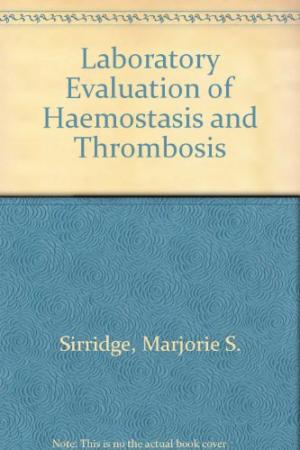 Laboratory
Evaluation of
Haemostasis and
Thrombosis
Sirridge, Marjorie S.
Note: This is no the actual book cover